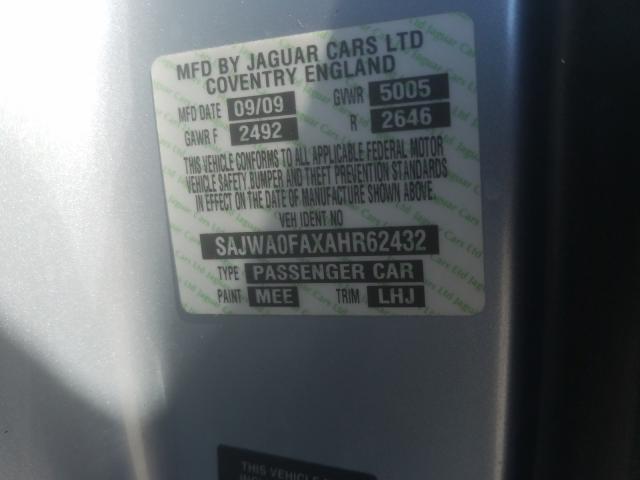 MFD BY JAGUAR CARS LTD
COVENTRY ENGLAND
MFD DATE 09/09 GVWR 5005
GAWR F 2492 R 2646
THIS VEHICLE CONFORMS TO ALL APPLICABLE FEDERAL MOTOR
VEHICLE SAFETY, BUMPER AND THEFT PREVENTION STANDARDS
IN EFFECT ON THE DATE OF MANUFACTURE SHOWN ABOVE.
VEH IDENT NO
SAJWA0FAXAHR62432
TYPE PASSENGER CAR
PAINT MEE TRIM LHJ
THIS VEHICLE